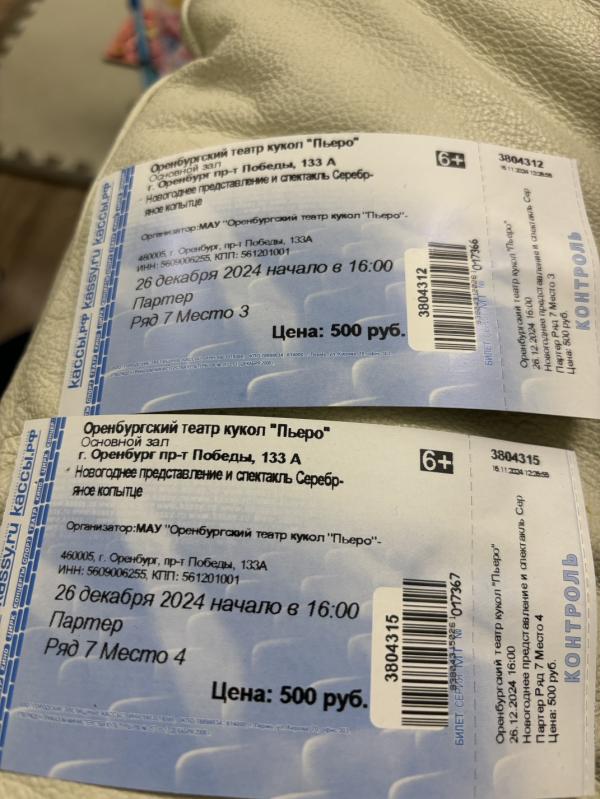 Оренбургский театр кукол "Пьеро"
Основной зал
г. Оренбург пр-т Победы, 133 А
Новогоднее представление и спектакль Серебр-
яное копытце
Организатор:МАУ "Оренбургский театр кукол "Пьеро"-
460005, г. Оренбург, пр-т Победы, 133А
ИНН: 5609006255, КПП: 561201001
26 декабря 2024 начало в 16:00
Партер
Ряд 7 Место 3
Цена: 500 руб.
6+
kassy.ru кассы.рф
3804312
БИЛЕТ
017366
3804312
Оренбургский театр кукол "Пьеро"
26.12.2024 16:00
Новогоднее представление и спектакль Сер
Партер Ряд 7 Место 3
Цена: 500 руб.
КОНТРОЛЬ
Оренбургский театр кукол "Пьеро"
Основной зал
г. Оренбург пр-т Победы, 133 А
Новогоднее представление и спектакль Серебр-
яное копытце
Организатор:МАУ "Оренбургский театр кукол "Пьеро"-
460005, г. Оренбург, пр-т Победы, 133А
ИНН: 5609006255, КПП: 561201001
26 декабря 2024 начало в 16:00
Партер
Ряд 7 Место 4
Цена: 500 руб.
6+
kassy.ru кассы.рф
3804315
БИЛЕТ
017367
3804315
Оренбургский театр кукол "Пьеро"
26.12.2024 16:00
Новогоднее представление и спектакль Сер
Партер Ряд 7 Место 4
Цена: 500 руб.
КОНТРОЛЬ